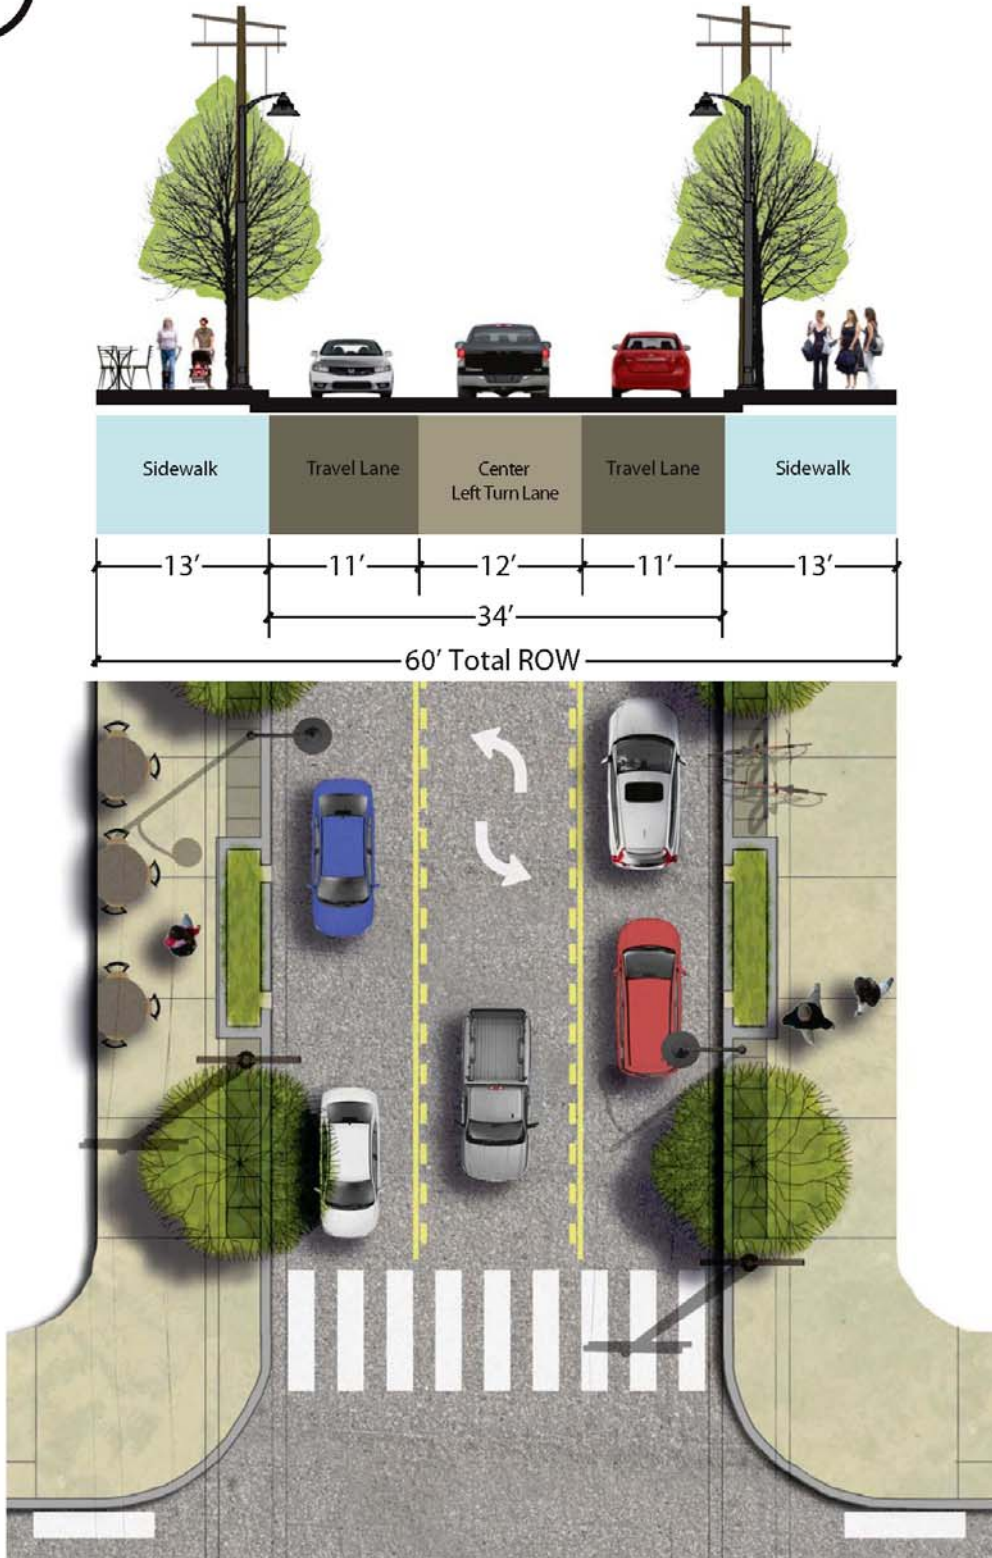 Sidewalk
Travel Lane
Center
Left Turn Lane
Travel Lane
Sidewalk
13'
11'
12'
11'
13'
34'
60' Total ROW